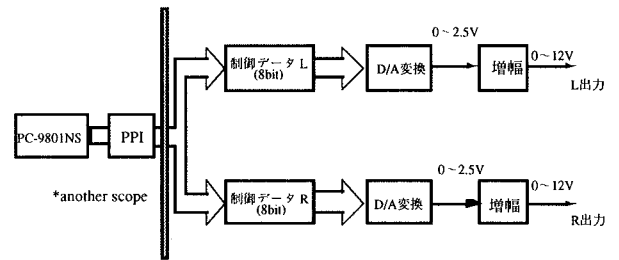 0～2.5V
0～12V
制御データ L
(8bit)
D/A変換
増幅
L出力
PC-9801NS
PPI
*another scope
0～2.5V
0～12V
制御データ R
(8bit)
D/A変換
増幅
R出力